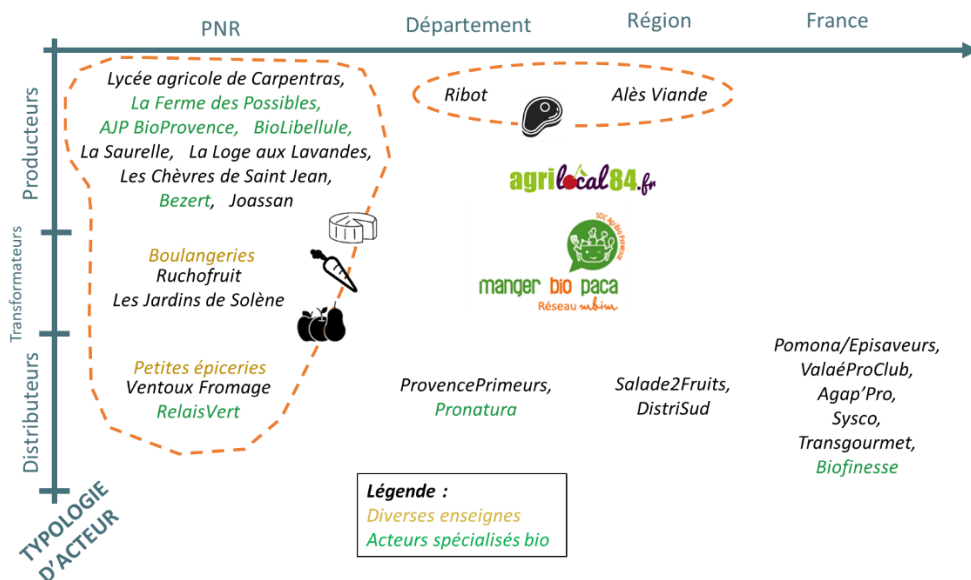 PNR
Département
Région
France
Producteurs
Lycée agricole de Carpentras,
La Ferme des Possibles,
AJP BioProvence, BioLibellule,
La Saurelle, La Loge aux Lavandes,
Les Chèvres de Saint Jean,
Bezert, Joassan
Ribot
Alès Viande
agrilocal84.fr
Transformateurs
Boulangeries
Ruchofruit
Les Jardins de Solène
manger bio paca
Réseau mbim
Distributeurs
Petites épiceries
Ventoux Fromage
RelaisVert
ProvencePrimeurs,
Pronatura
Salade2Fruits,
DistriSud
Pomona/Episaveurs,
ValaéProClub,
Agap'Pro,
Sysco,
Transgourmet,
Biofinesse
TYPOLOGIE
D'ACTEUR
Légende :
Diverses enseignes
Acteurs spécialisés bio